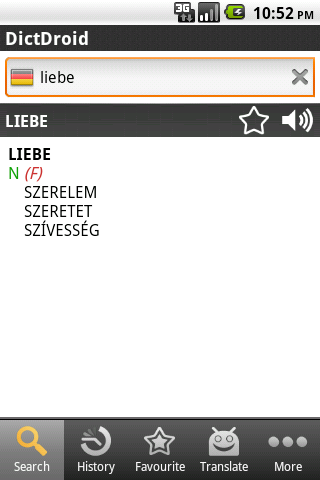 3G 10:52 PM
DictDroid
liebe
LIEBE
LIEBE
N (F)
SZERELEM
SZERETET
SZÍVESSÉG
Search History Favourite Translate More